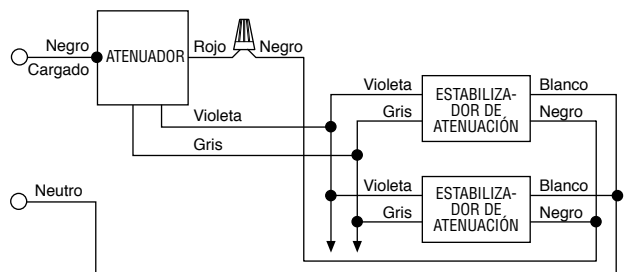 Negro
Cargado
ATENUADOR
Rojo
Negro
Violeta
Gris
Violeta
Gris
ESTABILIZA-
DOR DE
ATENUACIÓN
Blanco
Negro
Neutro
Violeta
Gris
ESTABILIZA-
DOR DE
ATENUACIÓN
Blanco
Negro